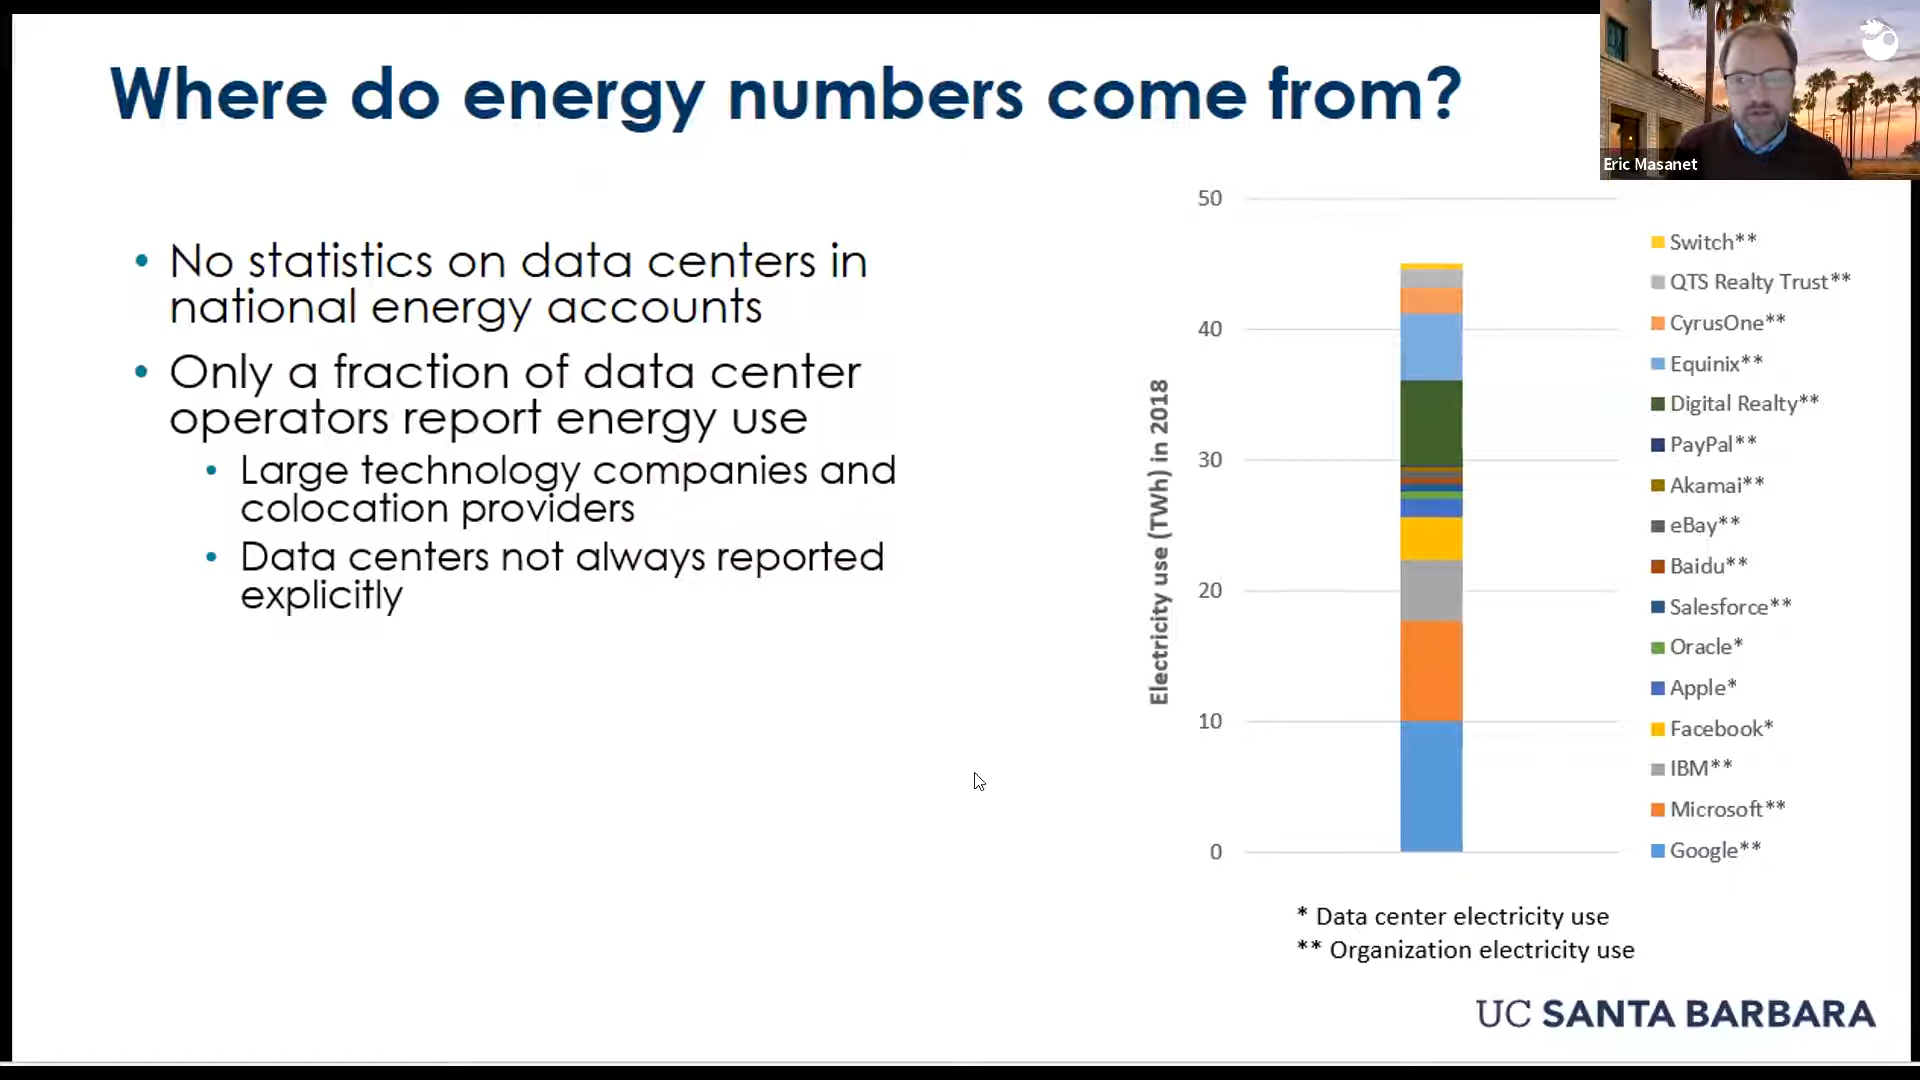 Where do energy numbers come from?
Eric Masanet
• No statistics on data centers in
national energy accounts
• Only a fraction of data center
operators report energy use
• Large technology companies and
colocation providers
• Data centers not always reported
explicitly
Electricity use (TWh) in 2018
50
40
30
20
10
0
Switch**
QTS Realty Trust**
CyrusOne**
Equinix**
Digital Realty**
PayPal**
Akamai**
eBay**
Baidu**
Salesforce**
Oracle*
Apple*
Facebook*
IBM**
Microsoft**
Google**
* Data center electricity use
** Organization electricity use
UC SANTA BARBARA